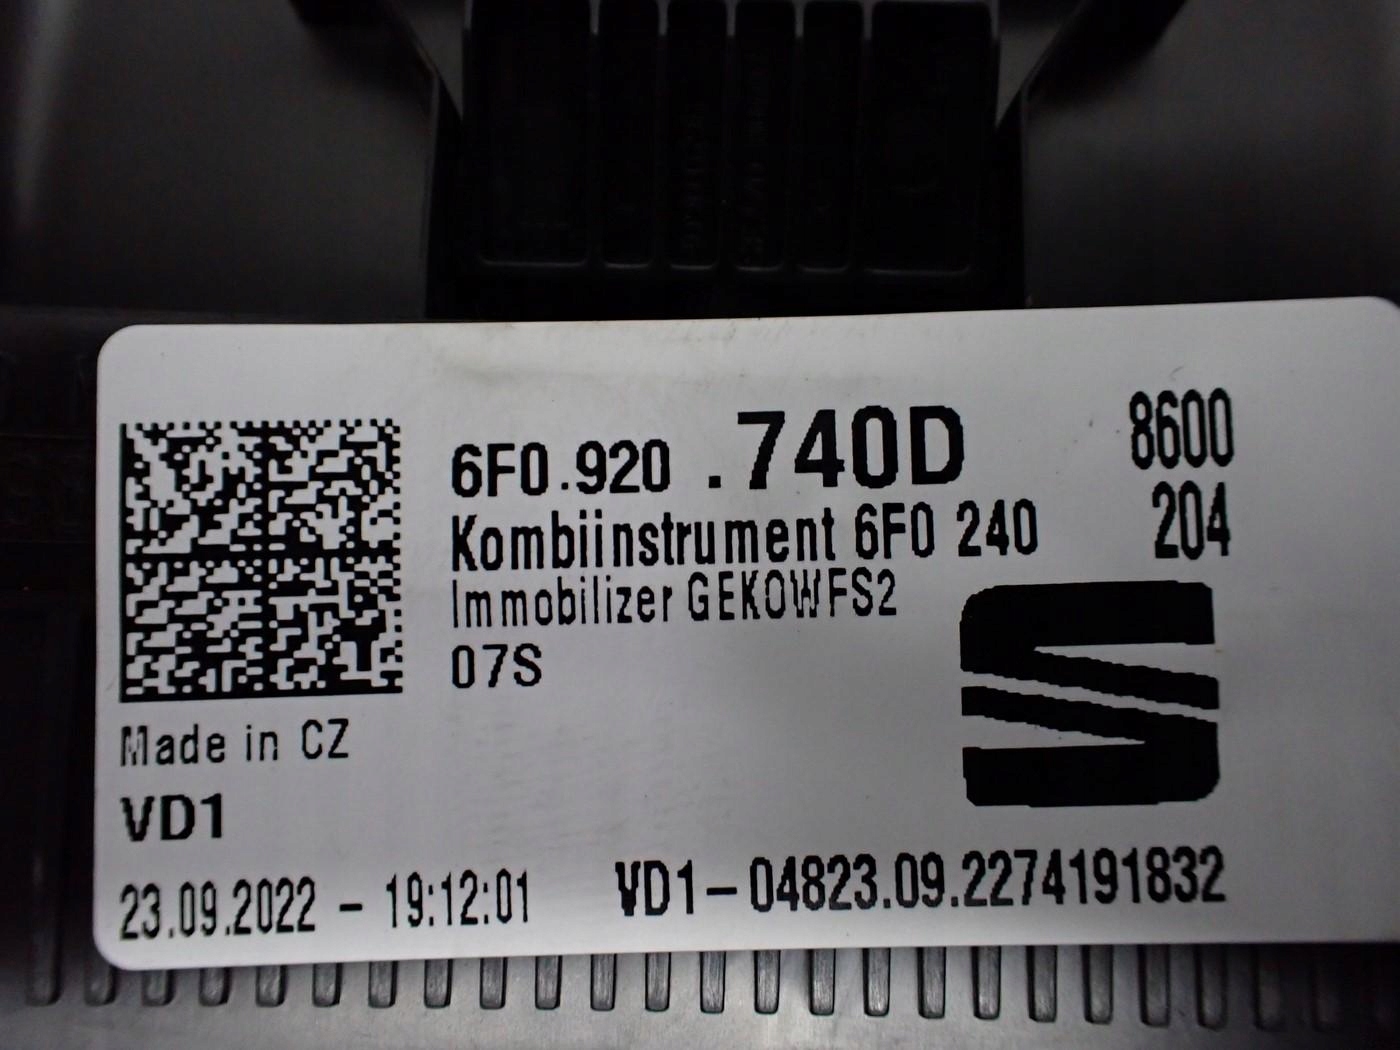 6F0.920 .740D 8600
Kombiinstrument 6F0 240 204
Immobilizer GEKOWFS2
07S
Made in CZ
VD1
23.09.2022 - 19:12:01 VD1-04823.09.2274191832